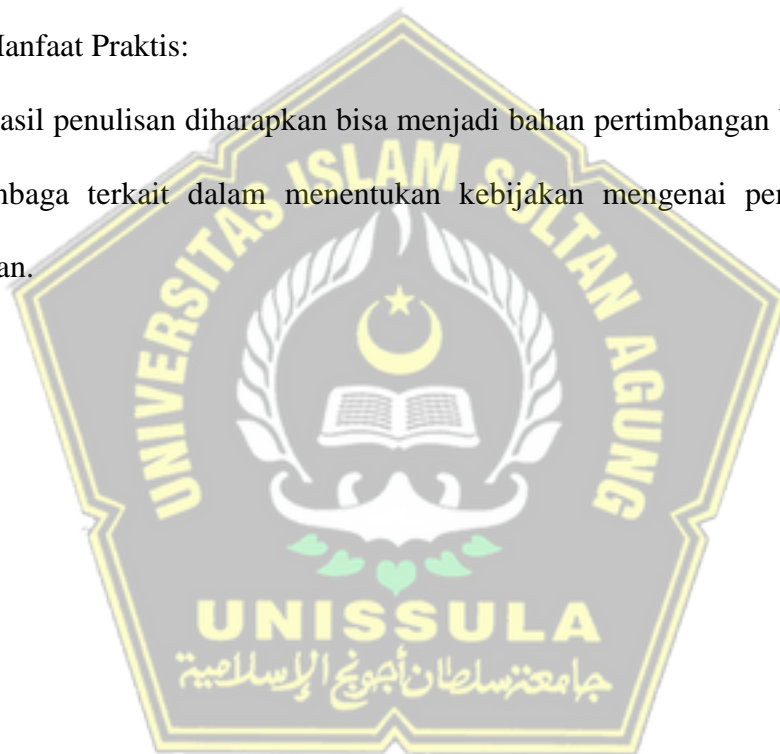 Manfaat Praktis:
asil penulisan diharapkan bisa menjadi bahan pertimbangan
mbaga terkait dalam menentukan kebijakan mengenai per
an.
UNIVERSITAS ISLAM SULTAN AGUNG
UNISSULA
جامعة سلطان أجونج الإسلامية